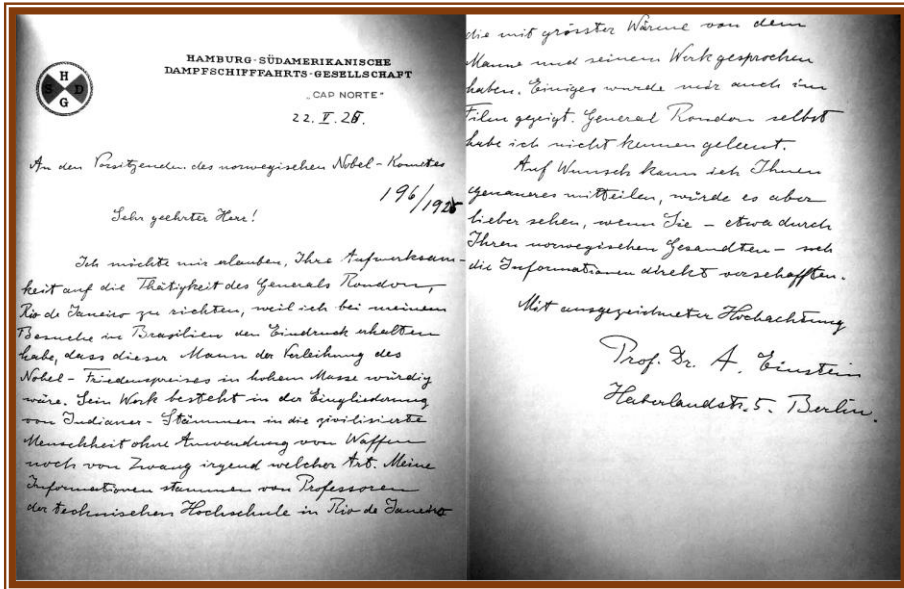 H
S D
G
HAMBURG-SÜDAMERIKANISCHE
DAMPFSCHIFFFAHRTS-GESELLSCHAFT
„CAP NORTE"
22. V. 25.
An den Vorsitzenden des norwegischen Nobel-Komites
196/1925
Sehr geehrter Herr!
Ich möchte mir erlauben, Ihre Aufmerksam-
keit auf die Thätigkeit des Generals Rondon,
Rio de Janeiro zu richten, weil ich bei meinem
Besuche in Brasilien den Eindruck erhalten
habe, dass dieser Mann der Verleihung des
Nobel-Friedenspreises in hohem Masse würdig
wäre. Sein Werk besteht in der Eingliederung
von Indianer-Stämmen in die zivilisierte
Menschheit ohne Anwendung von Waffen
noch von Zwang irgend welcher Art. Meine
Informationen stammen von Professoren
der technischen Hochschule in Rio de Janeiro
die mit grösster Wärme von dem
Manne und seinem Werk gesprochen
haben. Einiges wurde mir auch im
Film gezeigt. General Rondon selbst
habe ich nicht kennen gelernt.
Auf Wunsch kann ich Ihnen
genaueres mitteilen, würde es aber
lieber sehen, wenn Sie - etwa durch
Ihren norwegischen Gesandten - sich
die Informationen direkt verschafften.
Mit ausgezeichneter Hochachtung
Prof. Dr. A. Einstein
Haberlandstr. 5. Berlin.